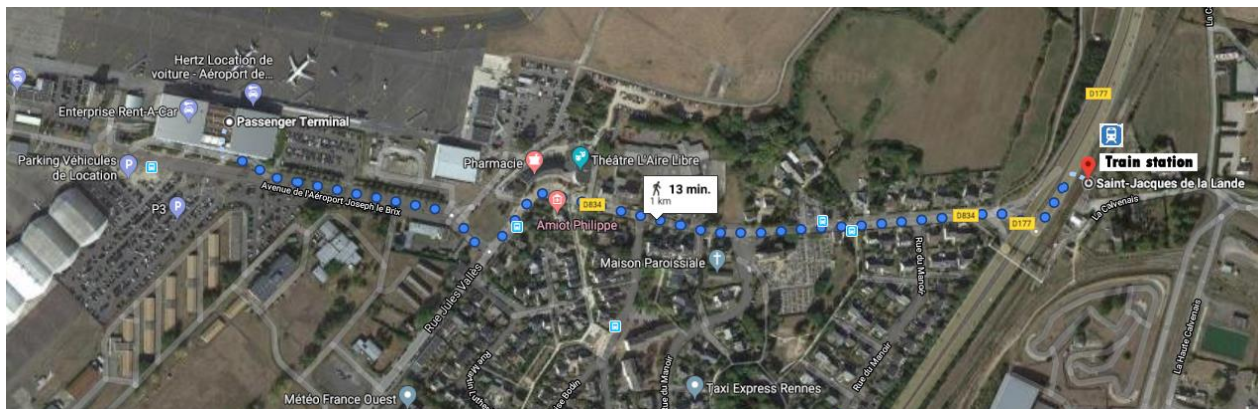 Hertz Location de
voiture - Aéroport de...
Enterprise Rent-A-Car
Passenger Terminal
Parking Véhicules
de Location
P
P3
P
Avenue de l'Aéroport Joseph le Brix
Pharmacie
Théâtre L'Aire Libre
Amiot Philippe
D834
13 min.
1 km
Maison Paroissiale
D834
D177
D177
D177
Train station
Saint-Jacques de la Lande
La Calvenais
La Haute Calvenais
Rue du Manoir
Rue du Manoir
Rue Jules Vallès
Météo France Ouest
Taxi Express Rennes